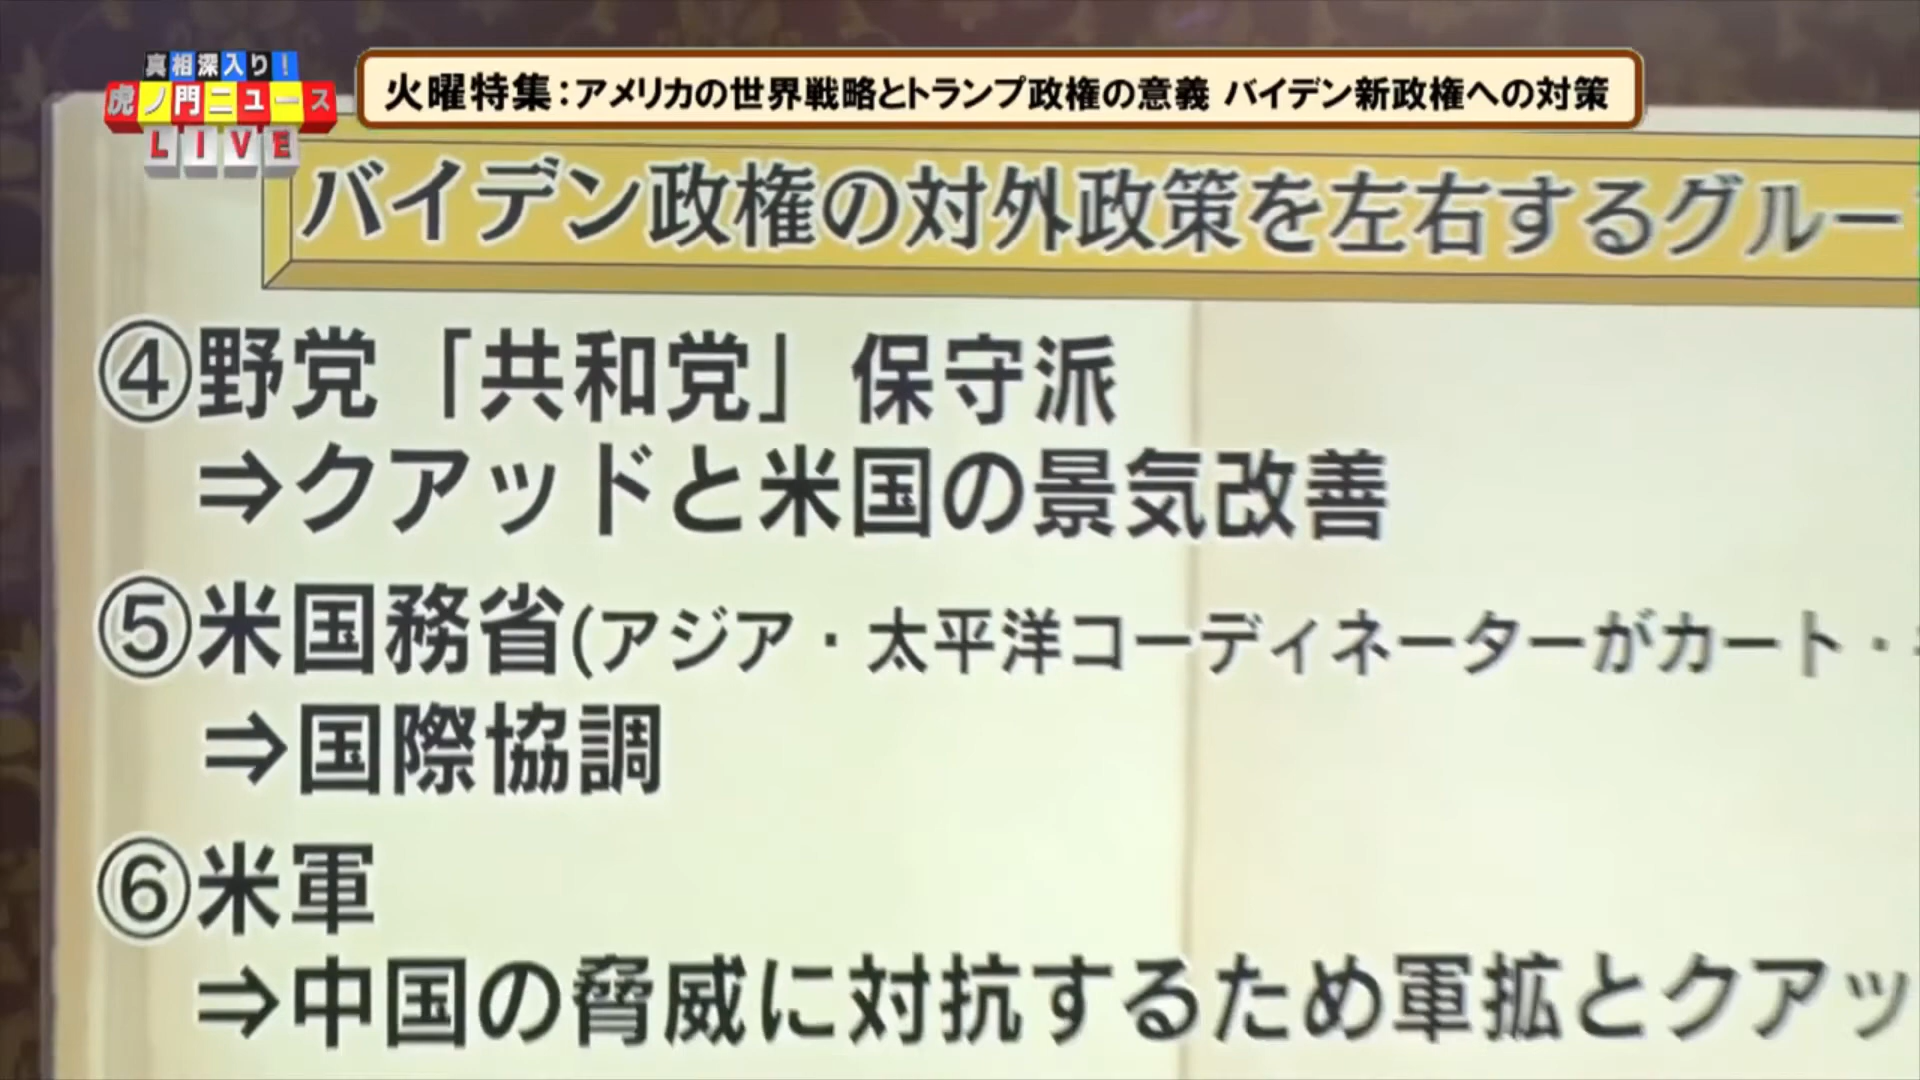 真相深入り!
虎ノ門ニュース
LIVE
火曜特集：アメリカの世界戦略とトランプ政権の意義 バイデン新政権への対策
バイデン政権の対外政策を左右するグルー
④野党「共和党」保守派
⇒クアッドと米国の景気改善
⑤米国務省(アジア・太平洋コーディネーターがカート・
⇒国際協調
⑥米軍
⇒中国の脅威に対抗するため軍拡とクアッ